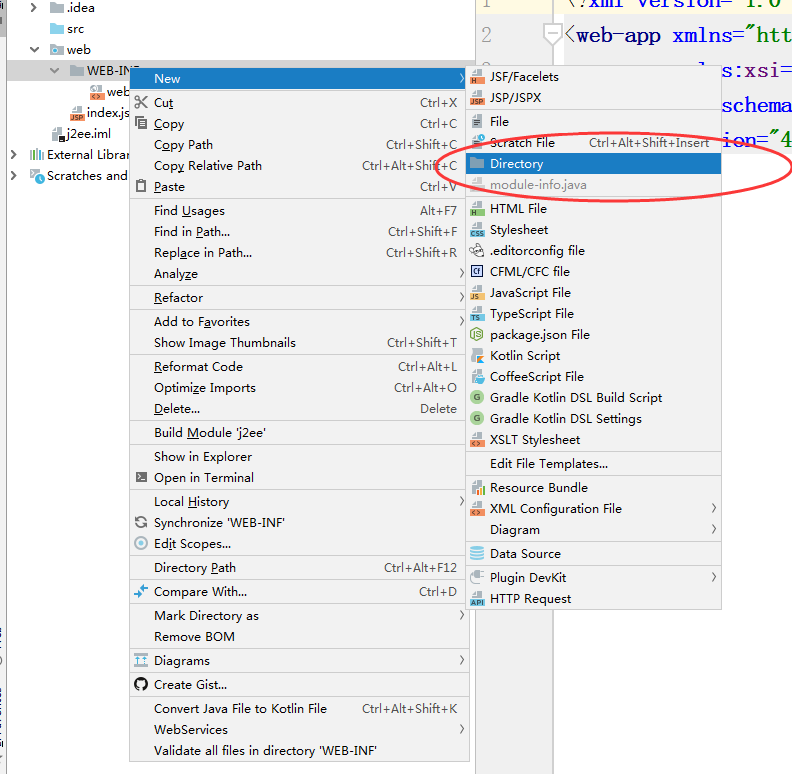 .idea
src
web
WEB-INF
web
index.js
j2ee.iml
External Librar
Scratches and
New
Cut Ctrl+X
Copy Ctrl+C
Copy Path Ctrl+Shift+C
Copy Relative Path Ctrl+Alt+Shift+C
Paste Ctrl+V
Find Usages Alt+F7
Find in Path... Ctrl+Shift+F
Replace in Path... Ctrl+Shift+R
Analyze
Refactor
Add to Favorites
Show Image Thumbnails Ctrl+Shift+T
Reformat Code Ctrl+Alt+L
Optimize Imports Ctrl+Alt+O
Delete... Delete
Build Module 'j2ee'
Show in Explorer
Open in Terminal
Local History
Synchronize 'WEB-INF'
Edit Scopes...
Directory Path Ctrl+Alt+F12
Compare With... Ctrl+D
Mark Directory as
Remove BOM
Diagrams
Create Gist...
Convert Java File to Kotlin File Ctrl+Alt+Shift+K
WebServices
Validate all files in directory 'WEB-INF'
JSF/Facelets
JSP/JSPX
File
Scratch File Ctrl+Alt+Shift+Insert
Directory
module-info.java
HTML File
Stylesheet
.editorconfig file
CFML/CFC file
JavaScript File
TypeScript File
package.json File
Kotlin Script
CoffeeScript File
Gradle Kotlin DSL Build Script
Gradle Kotlin DSL Settings
XSLT Stylesheet
Edit File Templates...
Resource Bundle
XML Configuration File
Diagram
Data Source
Plugin DevKit
HTTP Request
1 <?xml version="1.0
2 <web-app xmlns="htt
s:xsi=
schema
ion="4